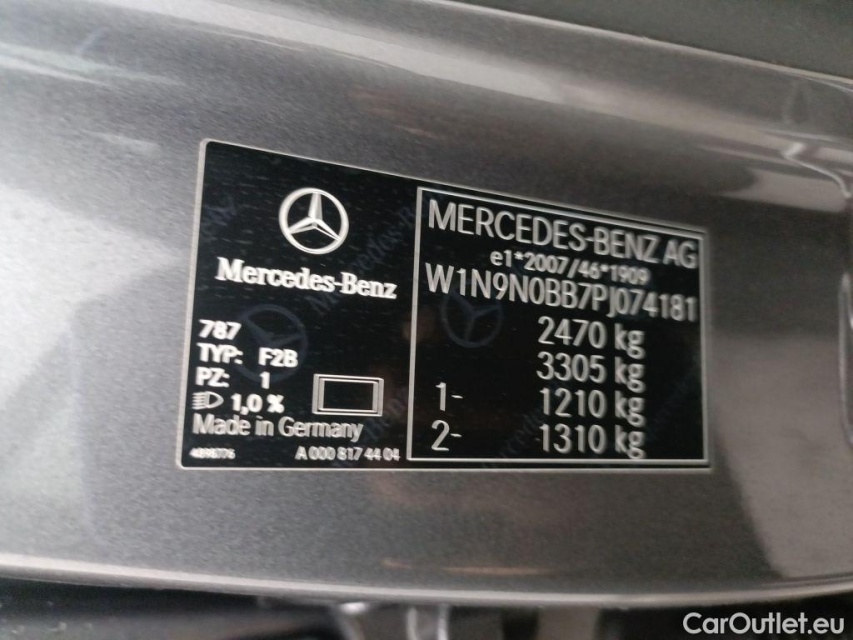 Mercedes-Benz
787
TYP: F2B
PZ: 1
1,0 %
Made in Germany
4898776
A 000 817 44 04
MERCEDES-BENZ AG
e1*2007/46*1909
W1N9N0BB7PJ074181
2470 kg
3305 kg
1- 1210 kg
2- 1310 kg
CarOutlet.eu